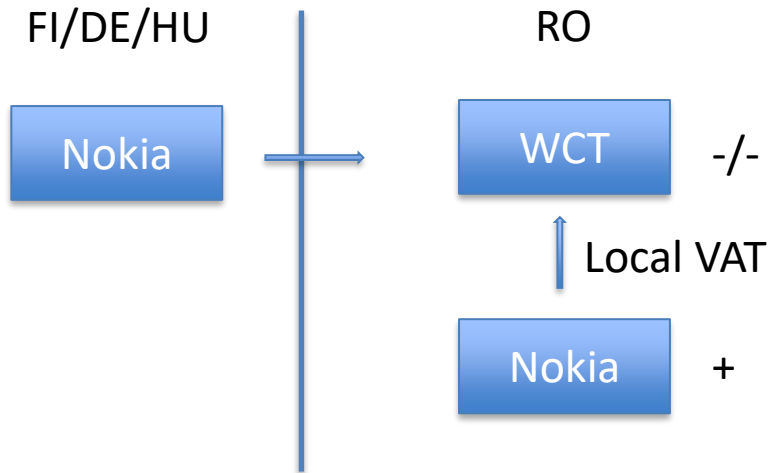 FI/DE/HU
RO
Nokia
WCT
-/-
Local VAT
Nokia
+